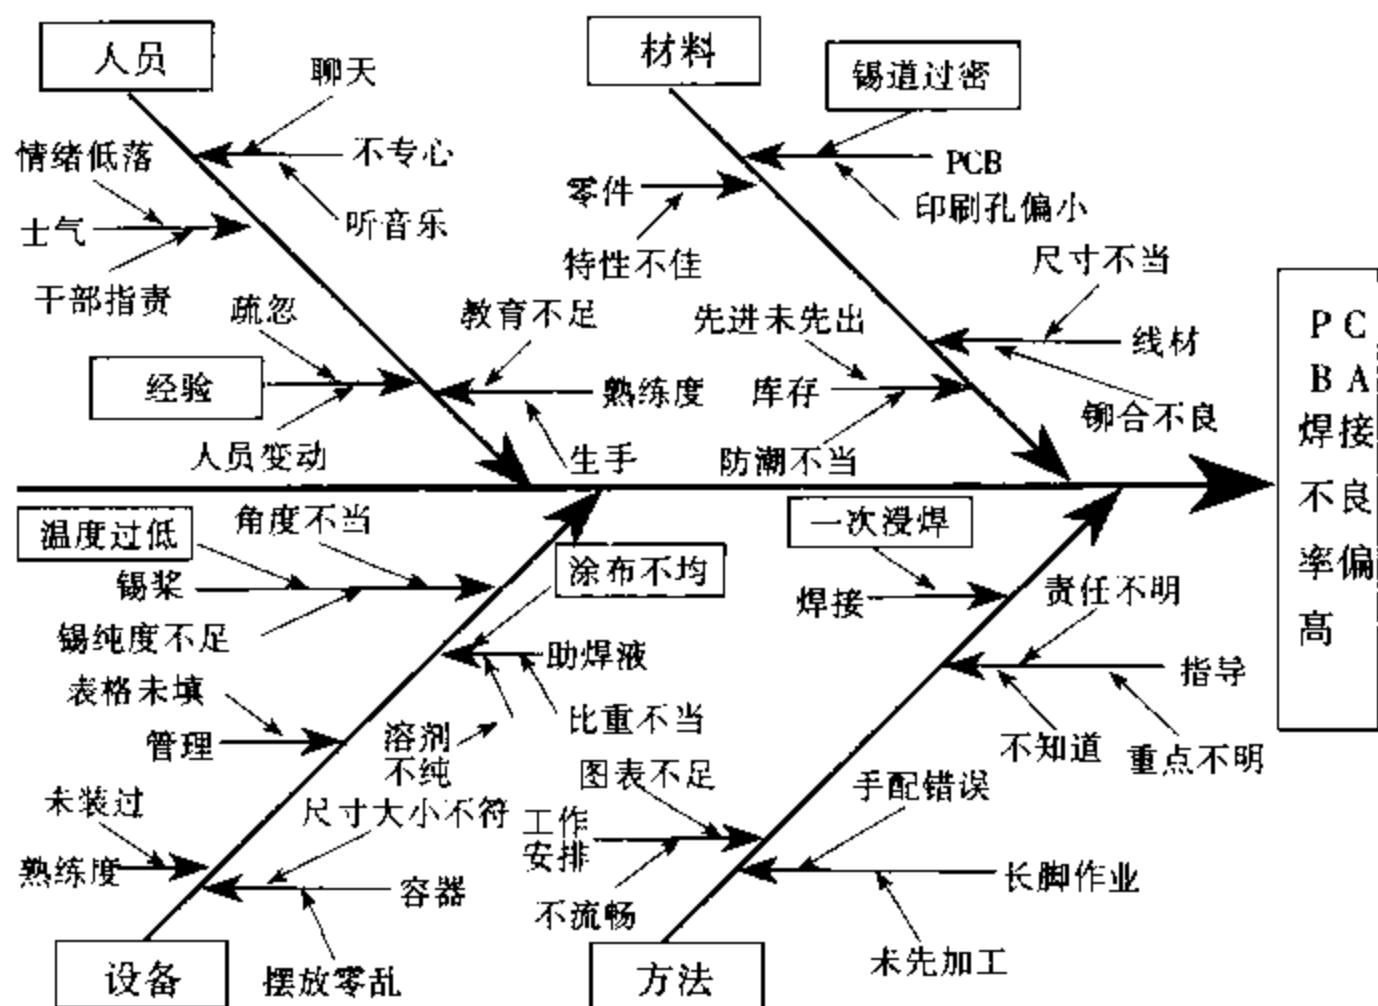 人员
材料
聊天
锡道过密
情绪低落
不专心
PCB
零件
印刷孔偏小
士气
听音乐
特性不佳
尺寸不当
干部指责
疏忽
教育不足
先进未先出
线材
经验
熟练度
库存
铆合不良
人员变动
生手
防潮不当
PC
BA
焊接
不良
率偏
高
温度过低
角度不当
涂布不均
一次浸焊
锡浆
焊接
责任不明
锡纯度不足
助焊液
指导
表格未填
比重不当
不知道
重点不明
管理
溶剂
不纯
图表不足
手配错误
未装过
尺寸大小不符
工作
安排
熟练度
容器
不流畅
长脚作业
设备
摆放零乱
方法
未先加工